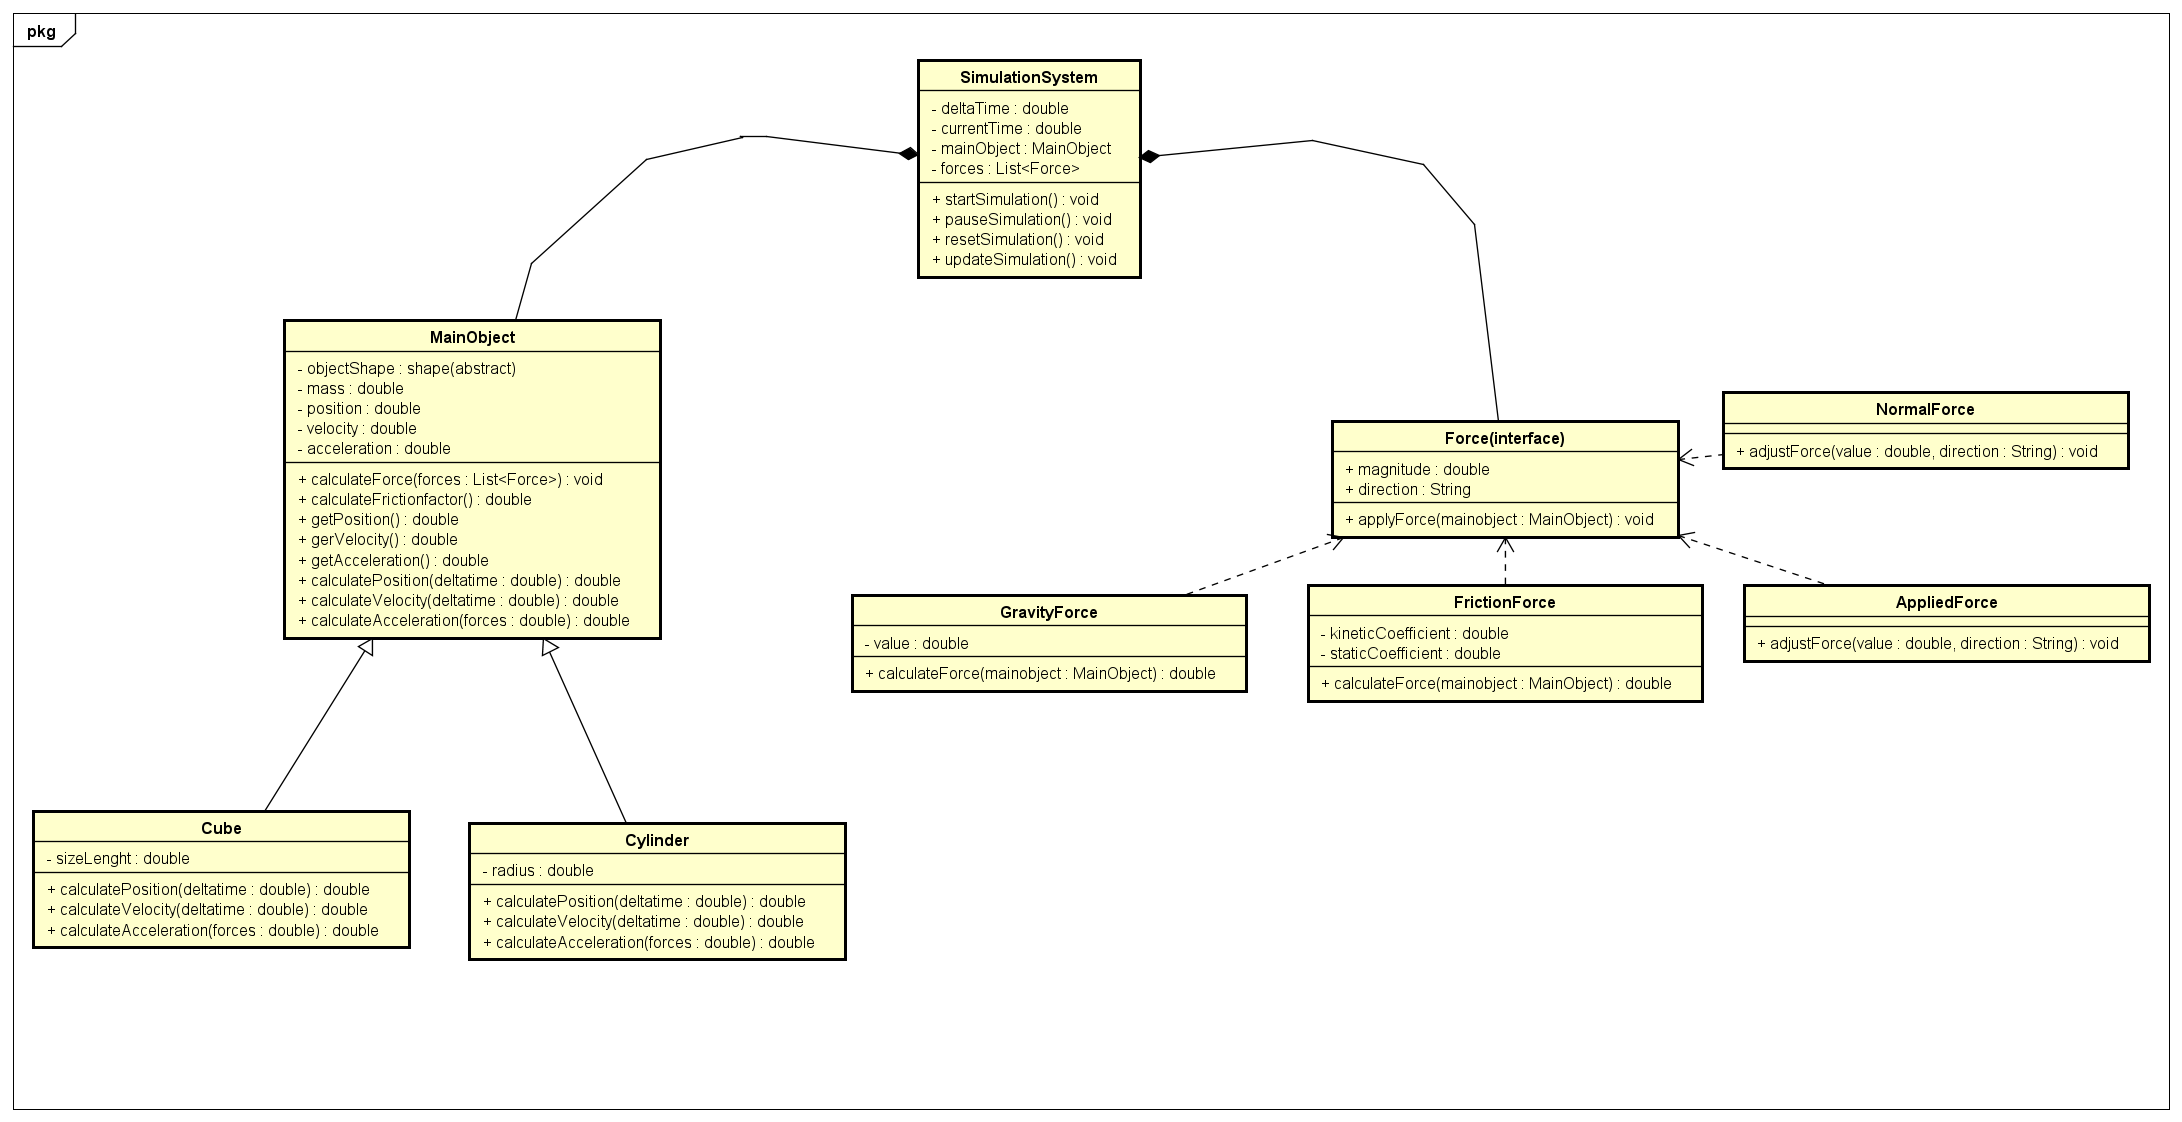 pkg
SimulationSystem
- deltaTime : double
- currentTime : double
- mainObject : MainObject
- forces : List<Force>
+ startSimulation() : void
+ pauseSimulation() : void
+ resetSimulation() : void
+ updateSimulation() : void
MainObject
- objectShape : shape(abstract)
- mass : double
- position : double
- velocity : double
- acceleration : double
+ calculateForce(forces : List<Force>) : void
+ calculateFrictionfactor() : double
+ getPosition() : double
+ gerVelocity() : double
+ getAcceleration() : double
+ calculatePosition(deltatime : double) : double
+ calculateVelocity(deltatime : double) : double
+ calculateAcceleration(forces : double) : double
Force(interface)
+ magnitude : double
+ direction : String
+ applyForce(mainobject : MainObject) : void
NormalForce
+ adjustForce(value : double, direction : String) : void
GravityForce
- value : double
+ calculateForce(mainobject : MainObject) : double
FrictionForce
- kineticCoefficient : double
- staticCoefficient : double
+ calculateForce(mainobject : MainObject) : double
AppliedForce
+ adjustForce(value : double, direction : String) : void
Cube
- sizeLenght : double
+ calculatePosition(deltatime : double) : double
+ calculateVelocity(deltatime : double) : double
+ calculateAcceleration(forces : double) : double
Cylinder
- radius : double
+ calculatePosition(deltatime : double) : double
+ calculateVelocity(deltatime : double) : double
+ calculateAcceleration(forces : double) : double